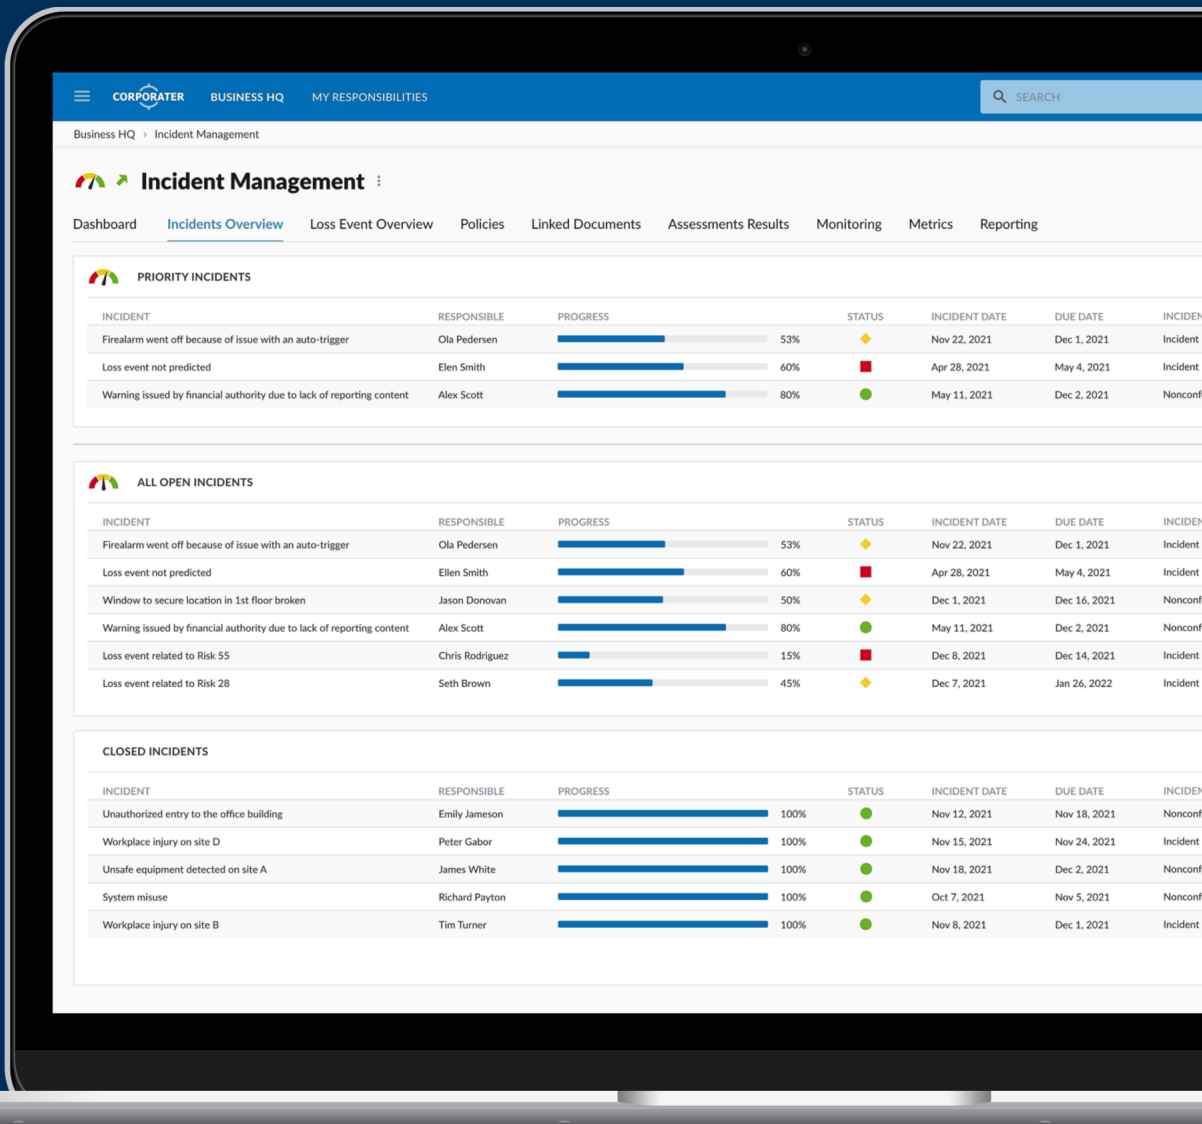 CORPORATER BUSINESS HQ MY RESPONSIBILITIES SEARCH
Business HQ > Incident Management
Incident Management
Dashboard Incidents Overview Loss Event Overview Policies Linked Documents Assessments Results Monitoring Metrics Reporting
PRIORITY INCIDENTS
INCIDENT RESPONSIBLE PROGRESS STATUS INCIDENT DATE DUE DATE INCIDEN
Firealarm went off because of issue with an auto-trigger Ola Pedersen 53% Nov 22, 2021 Dec 1, 2021 Incident
Loss event not predicted Elen Smith 60% Apr 28, 2021 May 4, 2021 Incident
Warning issued by financial authority due to lack of reporting content Alex Scott 80% May 11, 2021 Dec 2, 2021 Nonconf
ALL OPEN INCIDENTS
INCIDENT RESPONSIBLE PROGRESS STATUS INCIDENT DATE DUE DATE INCIDEN
Firealarm went off because of issue with an auto-trigger Ola Pedersen 53% Nov 22, 2021 Dec 1, 2021 Incident
Loss event not predicted Ellen Smith 60% Apr 28, 2021 May 4, 2021 Incident
Window to secure location in 1st floor broken Jason Donovan 50% Dec 1, 2021 Dec 16, 2021 Nonconf
Warning issued by financial authority due to lack of reporting content Alex Scott 80% May 11, 2021 Dec 2, 2021 Nonconf
Loss event related to Risk 55 Chris Rodriguez 15% Dec 8, 2021 Dec 14, 2021 Incident
Loss event related to Risk 28 Seth Brown 45% Dec 7, 2021 Jan 26, 2022 Incident
CLOSED INCIDENTS
INCIDENT RESPONSIBLE PROGRESS STATUS INCIDENT DATE DUE DATE INCIDEN
Unauthorized entry to the office building Emily Jameson 100% Nov 12, 2021 Nov 18, 2021 Nonconf
Workplace injury on site D Peter Gabor 100% Nov 15, 2021 Nov 24, 2021 Incident
Unsafe equipment detected on site A James White 100% Nov 18, 2021 Dec 2, 2021 Nonconf
System misuse Richard Payton 100% Oct 7, 2021 Nov 5, 2021 Nonconf
Workplace injury on site B Tim Turner 100% Nov 8, 2021 Dec 1, 2021 Incident